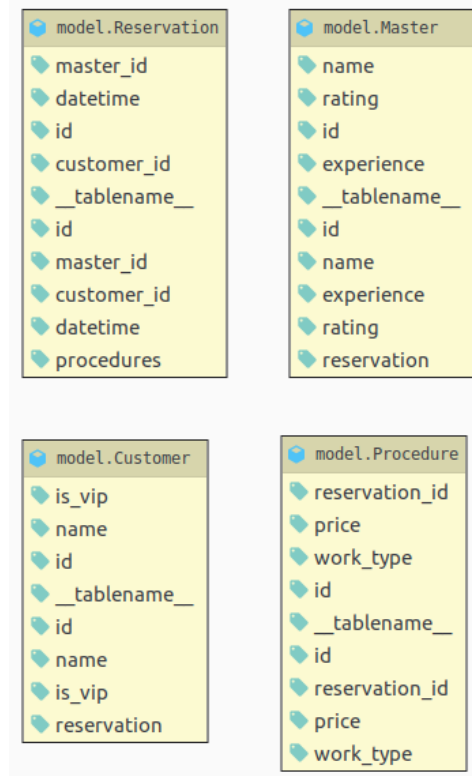 model.Reservation
master_id
datetime
id
customer_id
__tablename__
id
master_id
customer_id
datetime
procedures
model.Master
name
rating
id
experience
__tablename__
id
name
experience
rating
reservation
model.Customer
is_vip
name
id
__tablename__
id
name
is_vip
reservation
model.Procedure
reservation_id
price
work_type
id
__tablename__
id
reservation_id
price
work_type